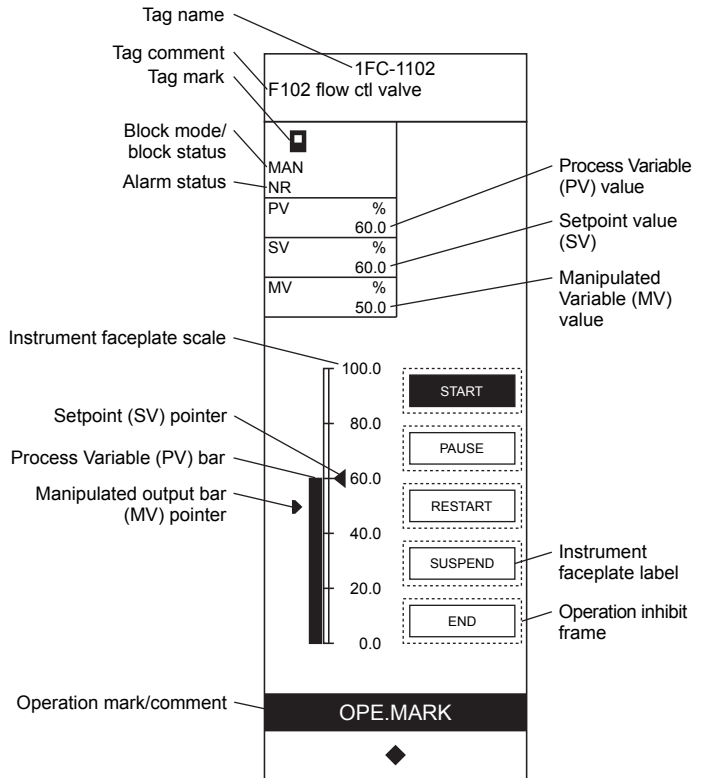 Tag name
1FC-1102
Tag comment
F102 flow ctl valve
Tag mark
Block mode/
block status
MAN
Alarm status
NR
PV %
60.0
Process Variable
(PV) value
SV %
60.0
Setpoint value
(SV)
MV %
50.0
Manipulated
Variable (MV)
value
Instrument faceplate scale
100.0
START
Setpoint (SV) pointer
80.0
PAUSE
Process Variable (PV) bar
60.0
Manipulated output bar
(MV) pointer
RESTART
40.0
SUSPEND
Instrument
faceplate label
20.0
END
Operation inhibit
frame
0.0
Operation mark/comment
OPE.MARK